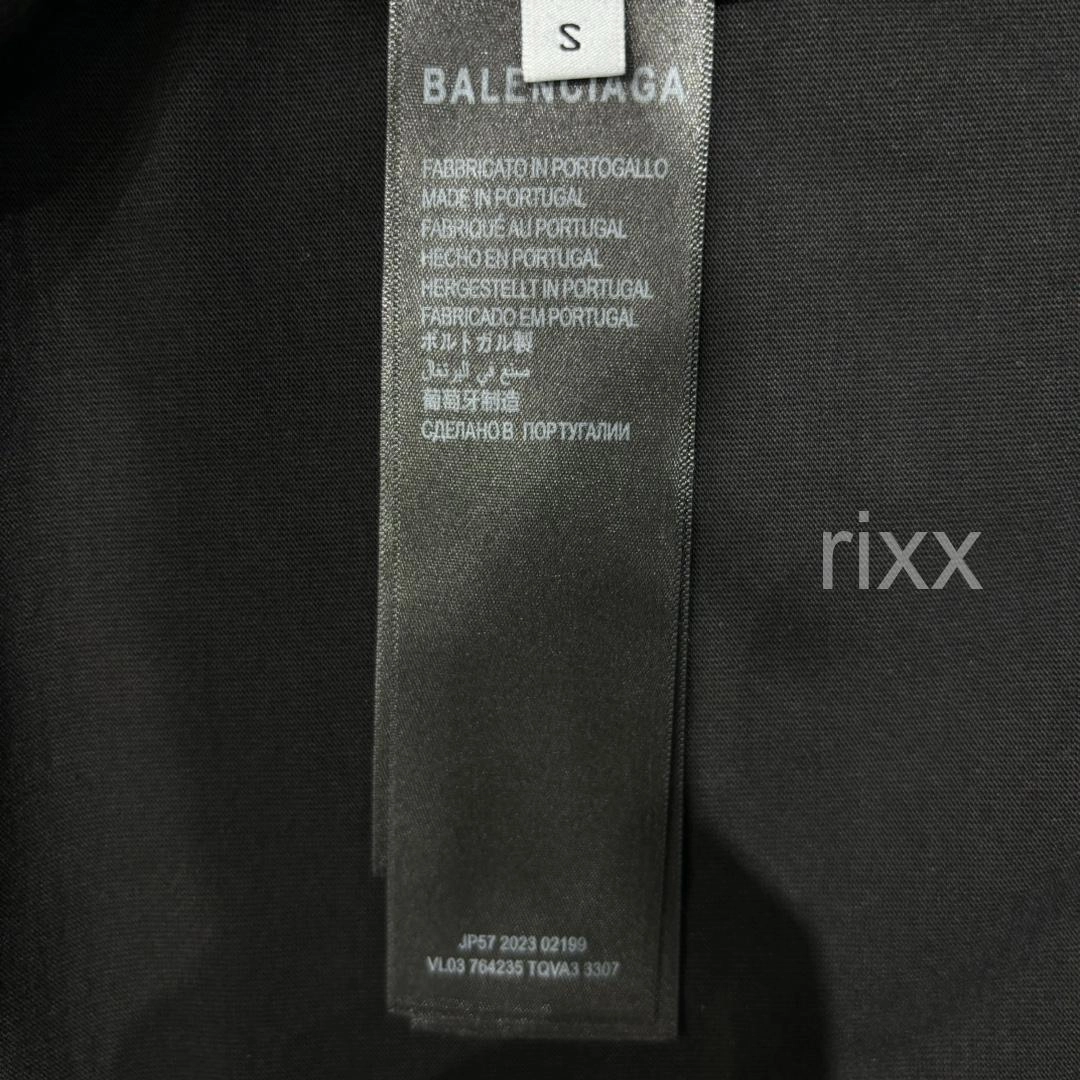 S
BALENCIAGA
FABBRICATO IN PORTOGALLO
MADE IN PORTUGAL
FABRIQUÉ AU PORTUGAL
HECHO EN PORTUGAL
HERGESTELLT IN PORTUGAL
FABRICADO EM PORTUGAL
ポルトガル製
صنع في البرتغال
葡萄牙制造
СДЕЛАНО В ПОРТУГАЛИИ
rixx
JP57 2023 02199
VL03 764235 TQVA3 3307